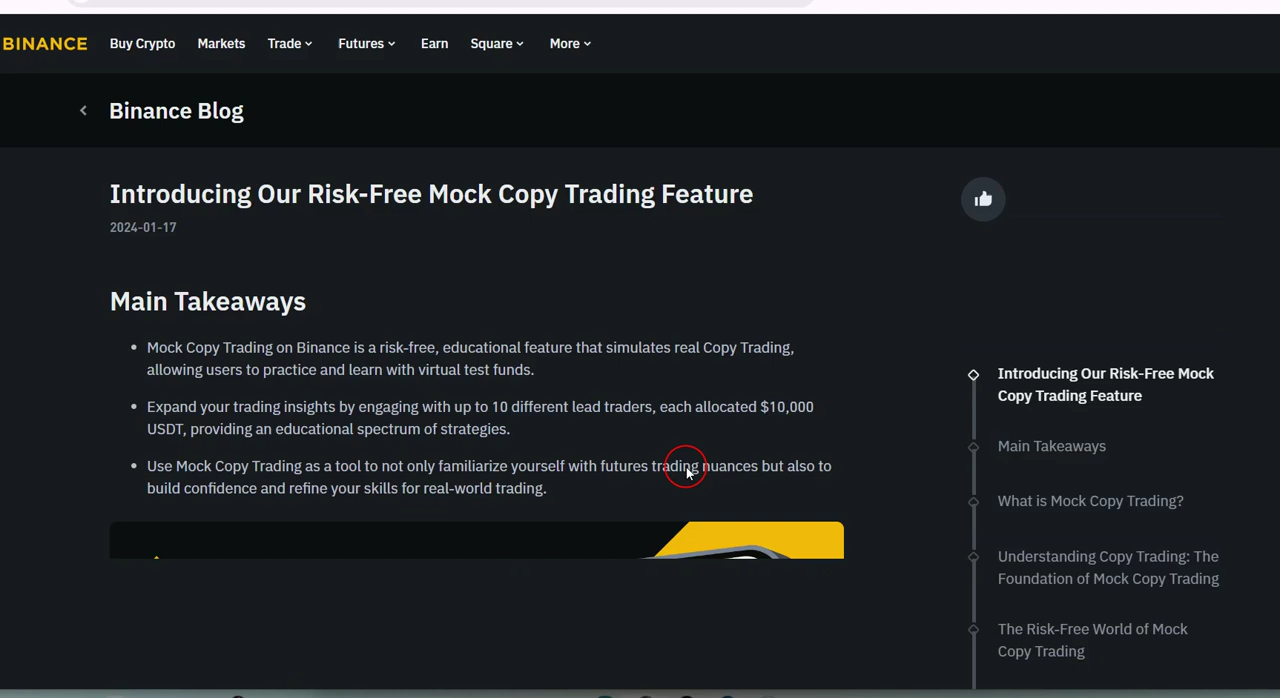 BINANCE Buy Crypto Markets Trade Futures Earn Square More
Binance Blog
Introducing Our Risk-Free Mock Copy Trading Feature
2024-01-17
Main Takeaways
• Mock Copy Trading on Binance is a risk-free, educational feature that simulates real Copy Trading,
allowing users to practice and learn with virtual test funds.
• Expand your trading insights by engaging with up to 10 different lead traders, each allocated $10,000
USDT, providing an educational spectrum of strategies.
• Use Mock Copy Trading as a tool to not only familiarize yourself with futures trading nuances but also to
build confidence and refine your skills for real-world trading.
Introducing Our Risk-Free Mock
Copy Trading Feature
Main Takeaways
What is Mock Copy Trading?
Understanding Copy Trading: The
Foundation of Mock Copy Trading
The Risk-Free World of Mock
Copy Trading